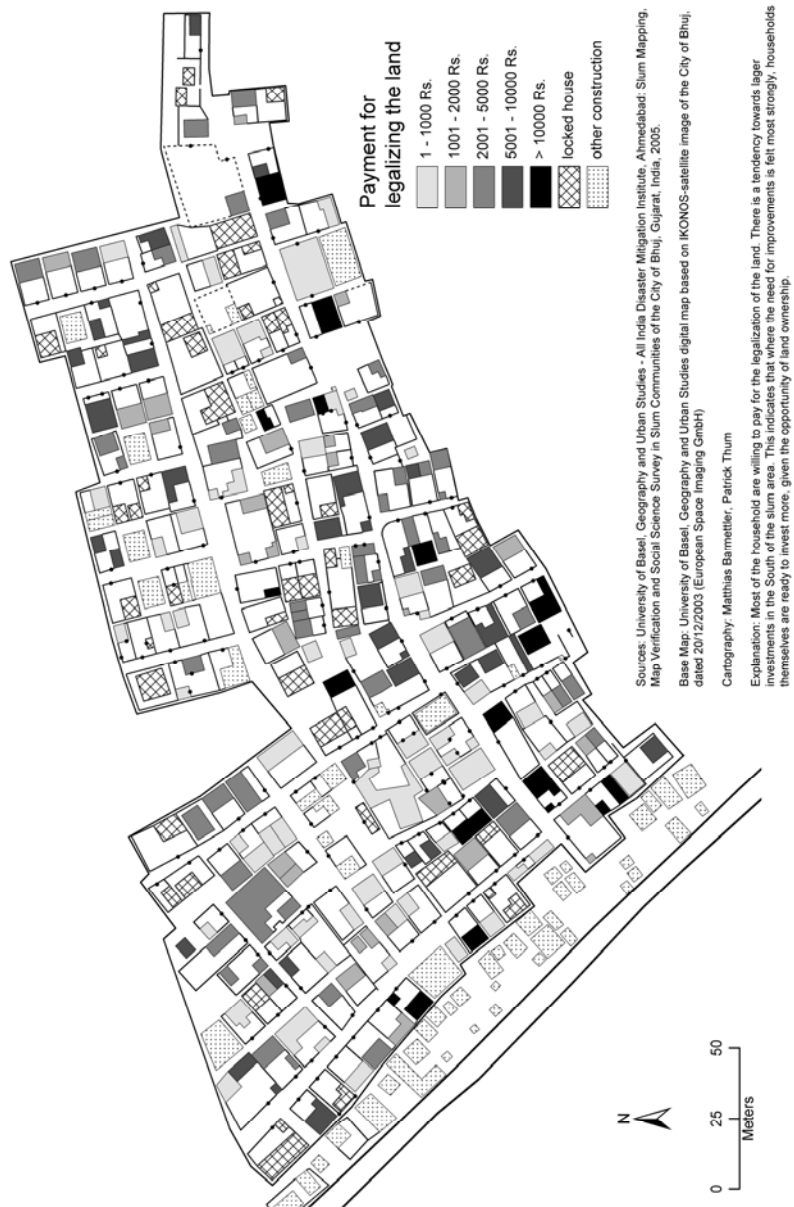 Payment for
legalizing the land
1 - 1000 Rs.
1001 - 2000 Rs.
2001 - 5000 Rs.
5001 - 10000 Rs.
> 10000 Rs.
locked house
other construction
Sources: University of Basel, Geography and Urban Studies - All India Disaster Mitigation Institute, Ahmedabad: Slum Mapping,
Map Verification and Social Science Survey in Slum Communities of the City of Bhuj, Gujarat, India, 2005.
Base Map: University of Basel, Geography and Urban Studies digital map based on IKONOS-satellite image of the City of Bhuj,
dated 20/12/2003 (European Space Imaging GmbH)
Cartography: Matthias Barmettler, Patrick Thum
Explanation: Most of the household are willing to pay for the legalization of the land. There is a tendency towards lager
investments in the South of the slum area. This indicates that where the need for improvements is felt most strongly, households
themselves are ready to invest more, given the opportunity of land ownership.
N
0 25 50
Meters